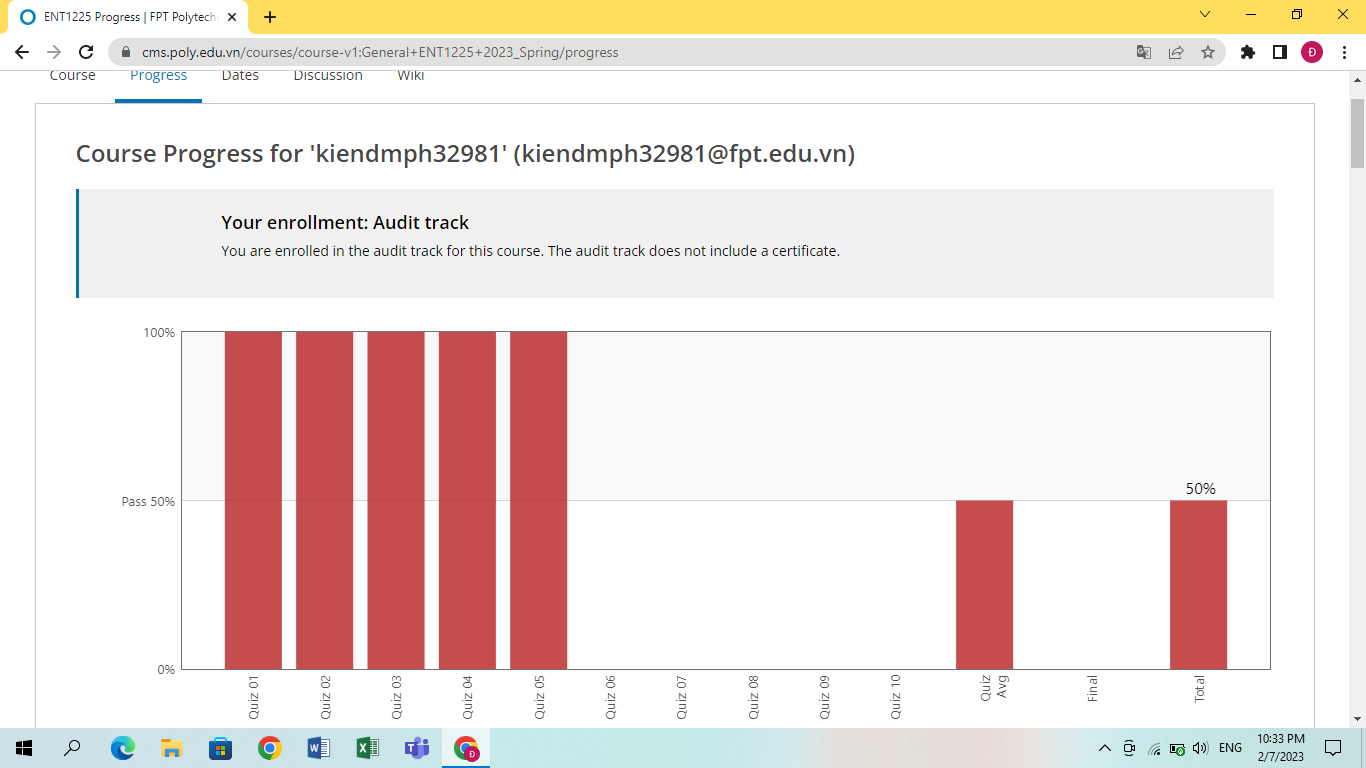 ENT1225 Progress | FPT Polytech
cms.poly.edu.vn/courses/course-v1:General+ENT1225+2023_Spring/progress
Đ
Course Progress Dates Discussion Wiki
Course Progress for 'kiendmph32981' (kiendmph32981@fpt.edu.vn)
Your enrollment: Audit track
You are enrolled in the audit track for this course. The audit track does not include a certificate.
100%
Pass 50%
0%
50%
Quiz 01
Quiz 02
Quiz 03
Quiz 04
Quiz 05
Quiz 06
Quiz 07
Quiz 08
Quiz 09
Quiz 10
Quiz
Avg
Final
Total
ENG
10:33 PM
2/7/2023